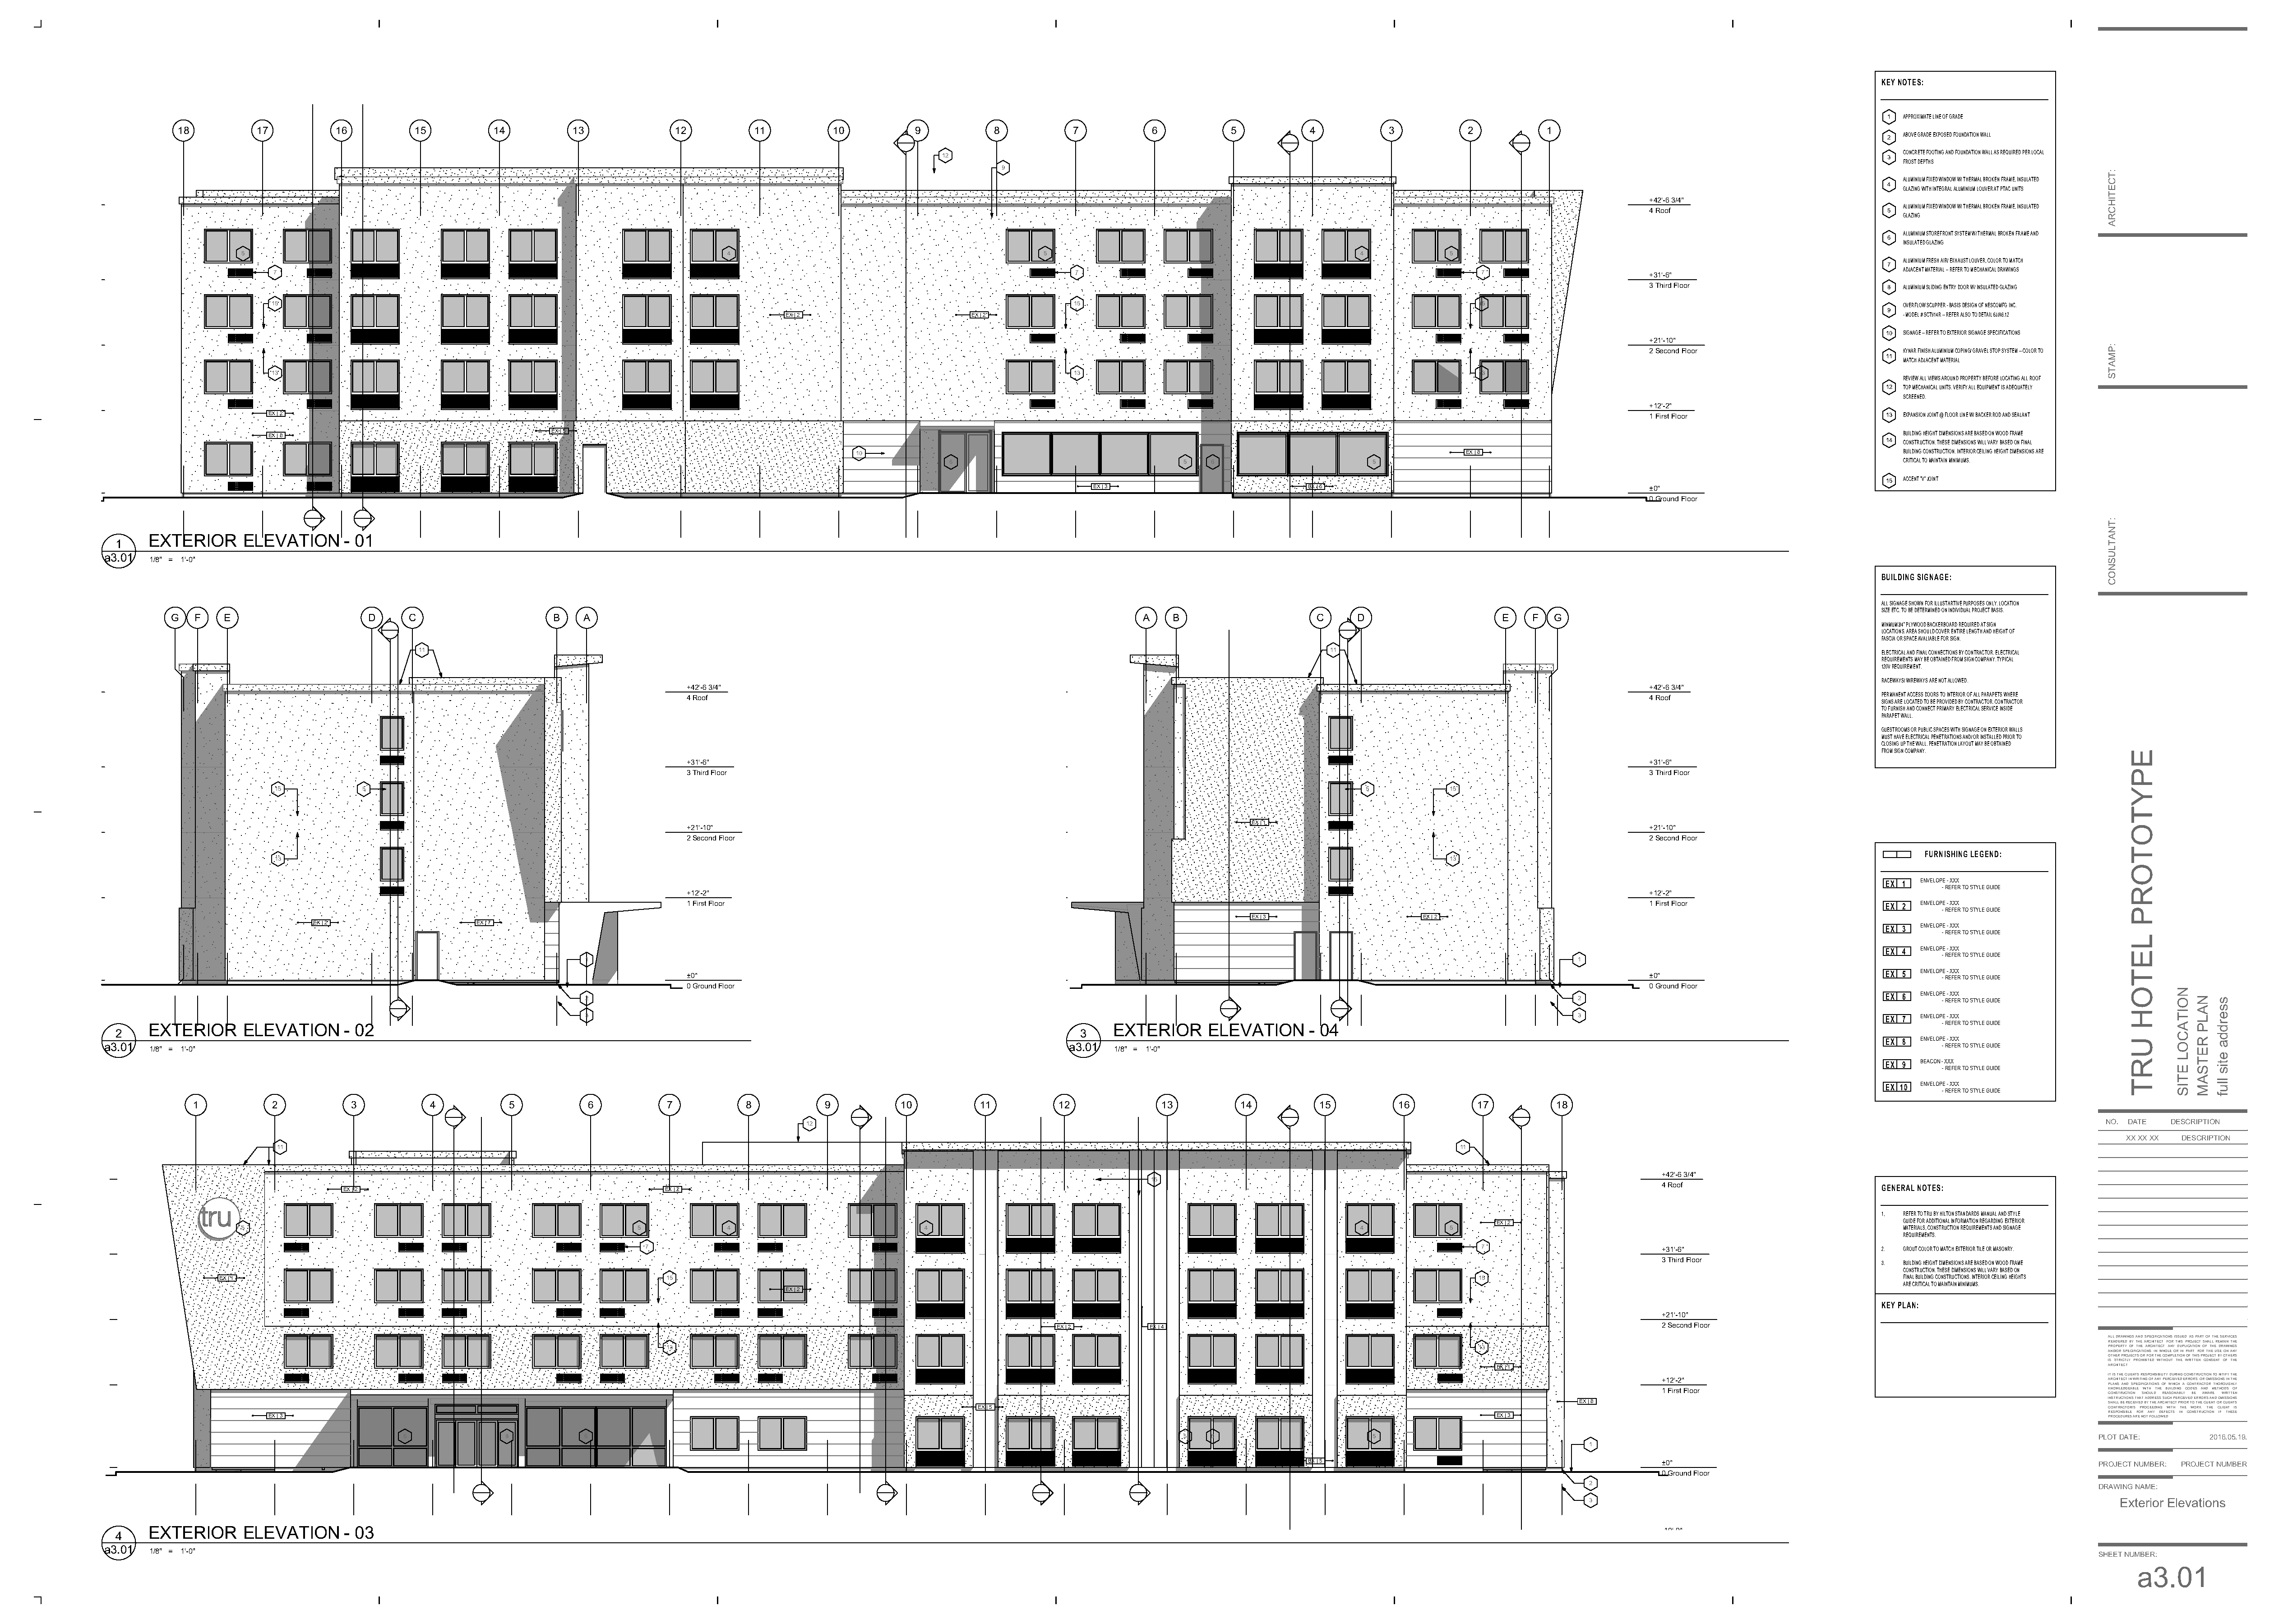 18 17 16 15 14 13 12 11 10 9 8 7 6 5 4 3 2 1
12
9
+42'-6 3/4"
4 Roof
+31'-6"
3 Third Floor
+21'-10"
2 Second Floor
+12'-2"
1 First Floor
±0"
0 Ground Floor
1
a3.01
EXTERIOR ELEVATION - 01
1/8" = 1'-0"
G F E D C B A
11
+42'-6 3/4"
4 Roof
+31'-6"
3 Third Floor
+21'-10"
2 Second Floor
+12'-2"
1 First Floor
±0"
0 Ground Floor
2
a3.01
EXTERIOR ELEVATION - 02
1/8" = 1'-0"
A B C D E F G
11
+42'-6 3/4"
4 Roof
+31'-6"
3 Third Floor
+21'-10"
2 Second Floor
+12'-2"
1 First Floor
±0"
0 Ground Floor
1
2
3
3
a3.01
EXTERIOR ELEVATION - 04
1/8" = 1'-0"
1 2 3 4 5 6 7 8 9 10 11 12 13 14 15 16 17 18
12
11
11
tru
+42'-6 3/4"
4 Roof
+31'-6"
3 Third Floor
+21'-10"
2 Second Floor
+12'-2"
1 First Floor
±0"
0 Ground Floor
1
2
3
4
a3.01
EXTERIOR ELEVATION - 03
1/8" = 1'-0"
KEY NOTES:
1 APPROXIMATE LINE OF GRADE
2 ABOVE GRADE EXPOSED FOUNDATION WALL
3 CONCRETE FOOTING AND FOUNDATION WALL AS REQUIRED PER LOCAL
FROST DEPTHS
4 ALUMINIUM FIXED WINDOW W/ THERMAL BROKEN FRAME, INSULATED
GLAZING WITH INTEGRAL ALUMINIUM LOUVER AT PTAC UNITS
5 ALUMINIUM FIXED WINDOW W/ THERMAL BROKEN FRAME, INSULATED
GLAZING
6 ALUMINIUM STOREFRONT SYSTEM W/ THERMAL BROKEN FRAME AND
INSULATED GLAZING
7 ALUMINIUM FRESH AIR/ EXHAUST LOUVER, COLOR TO MATCH
ADJACENT MATERIAL – REFER TO MECHANICAL DRAWINGS
8 ALUMINIUM SLIDING ENTRY DOOR W/ INSULATED GLAZING
9 OVERFLOW SCUPPER - BASIS DESIGN OF NESCO MFG INC.
REFER ALSO TO DETAIL
10 SIGNAGE – REFER TO EXTERIOR SIGNAGE SPECIFICATIONS
11 KYNAR FINISH ALUMINIUM COPING/ GRAVEL STOP SYSTEM – COLOR TO
MATCH ADJACENT MATERIAL
12 REVIEW ALL VIEWS AROUND PROPERTY BEFORE LOCATING ALL ROOF
TOP MECHANICAL UNITS. VERIFY ALL EQUIPMENT IS ADEQUATELY
SCREENED.
13 EXPANSION JOINT @ FLOOR LINE W/ BACKER ROD AND SEALANT
14 BUILDING HEIGHT DIMENSIONS ARE BASED ON WOOD FRAME
CONSTRUCTION. THESE DIMENSIONS WILL VARY BASED ON FINAL
BUILDING CONSTRUCTION. INTERIOR CEILING HEIGHT DIMENSIONS ARE
CRITICAL TO MAINTAIN MINIMUMS.
15 ACCENT "V" JOINT
BUILDING SIGNAGE:
ALL SIGNAGE SHOWN FOR ILLUSTARTIVE PURPOSES ONLY. LOCATION
SIZE ETC. TO BE DETERMINED ON INDIVIDUAL PROJECT BASIS.
PLYWOOD BACKERBOARD REQUIRED AT SIGN
LOCATIONS. AREA SHOULD COVER ENTIRE LENGTH AND HEIGHT OF
FASCIA OR SPACE AVALIABLE FOR SIGN.
ELECTRICAL AND FINAL CONNECTIONS BY CONTRACTOR. ELECTRICAL
REQUIREMENTS MAY BE OBTAINED FROM SIGN COMPANY. TYPICAL
120V REQUIREMENT.
RACEWAYS/ WIREWAYS ARE NOT ALLOWED.
PERMANENT ACCESS DOORS TO INTERIOR OF ALL PARAPETS WHERE
SIGNS ARE LOCATED TO BE PROVIDED BY CONTRACTOR. CONTRACTOR
TO FURNISH AND CONNECT PRIMARY ELECTRICAL SERVICE INSIDE
PARAPET WALL.
GUESTROOMS OR PUBLIC SPACES WITH SIGNAGE ON EXTERIOR WALLS
MUST HAVE ELECTRICAL PENETRATIONS AND/OR INSTALLED PRIOR TO
CLOSING UP THE WALL. PENETRATION LAYOUT MAY BE OBTAINED
FROM SIGN COMPANY.
FURNISHING LEGEND:
EX 1 ENVELOPE - XXX
- REFER TO STYLE GUIDE
EX 2 ENVELOPE - XXX
- REFER TO STYLE GUIDE
EX 3 ENVELOPE - XXX
- REFER TO STYLE GUIDE
EX 4 ENVELOPE - XXX
- REFER TO STYLE GUIDE
EX 5 ENVELOPE - XXX
- REFER TO STYLE GUIDE
EX 6 ENVELOPE - XXX
- REFER TO STYLE GUIDE
EX 7 ENVELOPE - XXX
- REFER TO STYLE GUIDE
EX 8 ENVELOPE - XXX
- REFER TO STYLE GUIDE
EX 9 BEACON - XXX
- REFER TO STYLE GUIDE
EX 10 ENVELOPE - XXX
- REFER TO STYLE GUIDE
GENERAL NOTES:
1. REFER TO TRU BY HILTON STANDARDS MANUAL AND STYLE
GUIDE FOR ADDITIONAL INFORMATION REGARDING EXTERIOR
MATERIALS, CONSTRUCTION REQUIREMENTS AND SIGNAGE
REQUIREMENTS.
2. GROUT COLOR TO MATCH EXTERIOR TILE OR MASONRY.
3. BUILDING HEIGHT DIMENSIONS ARE BASED ON WOOD FRAME
CONSTRUCTION. THESE DIMENSIONS WILL VARY BASED ON
FINAL BUILDING CONSTRUCTIONS. INTERIOR CEILING HEIGHTS
ARE CRITICAL TO MAINTAIN MINIMUMS.
KEY PLAN:
ARCHITECT:
STAMP:
CONSULTANT:
TRU HOTEL PROTOTYPE
SITE LOCATION
MASTER PLAN
full site address
NO. DATE DESCRIPTION
XX XX XX DESCRIPTION
PLOT DATE: 2016.05.19.
PROJECT NUMBER: PROJECT NUMBER
DRAWING NAME:
Exterior Elevations
SHEET NUMBER:
a3.01